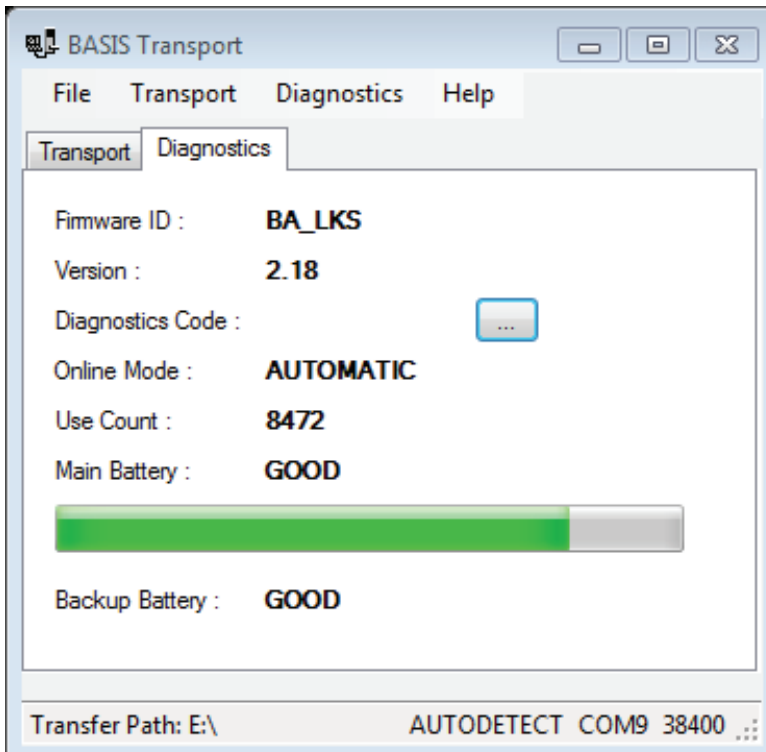 BASIS Transport
File Transport Diagnostics Help
Transport Diagnostics
Firmware ID : BA_LKS
Version : 2.18
Diagnostics Code : ...
Online Mode : AUTOMATIC
Use Count : 8472
Main Battery : GOOD
Backup Battery : GOOD
Transfer Path: E:\ AUTODETECT COM9 38400